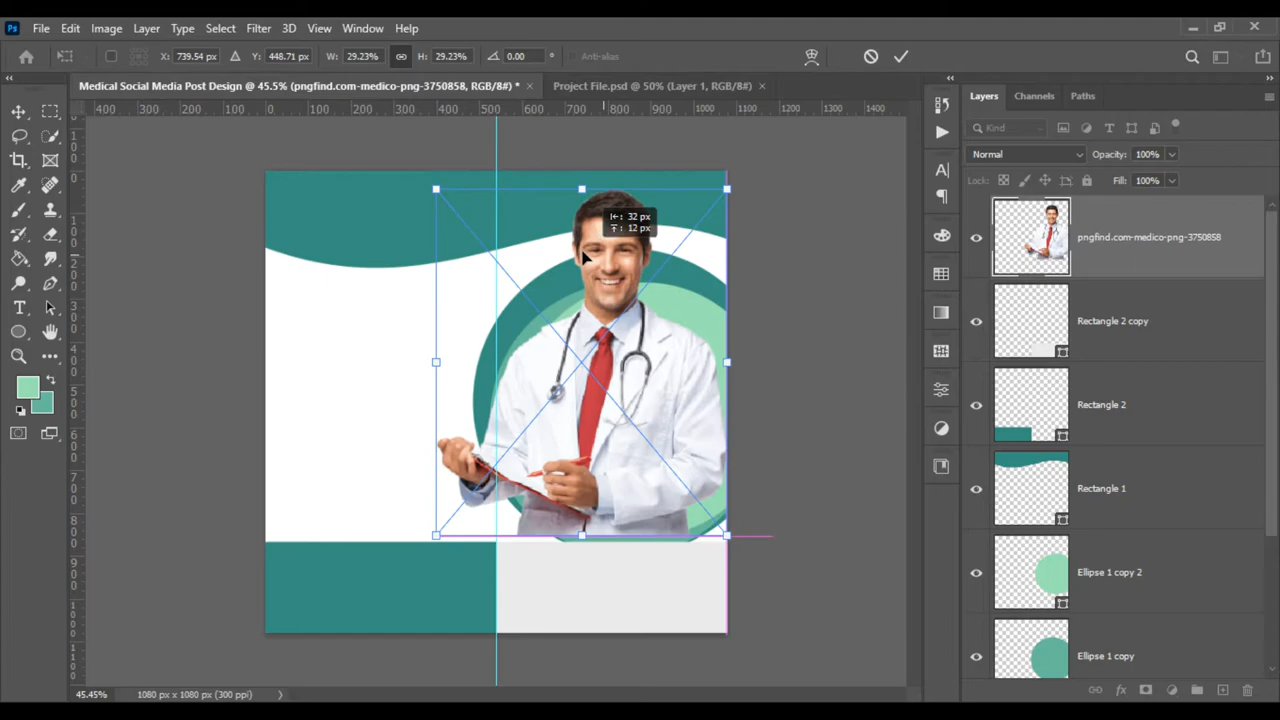 Ps File Edit Image Layer Type Select Filter 3D View Window Help
X: 739.54 px Y: 448.71 px W: 29.23% H: 29.23% 0.00 ° Anti-alias
Medical Social Media Post Design @ 45.5% (pngfind.com-medico-png-3750858, RGB/8#) * × Project File.psd @ 50% (Layer 1, RGB/8#) ×
400 300 200 100 0 100 200 300 400 500 600 700 800 900 1000 1100 1200 1300 1400
Layers Channels Paths
Kind
Normal Opacity: 100%
Lock: Fill: 100%
pngfind.com-medico-png-3750858
Rectangle 2 copy
Rectangle 2
Rectangle 1
Ellipse 1 copy 2
Ellipse 1 copy
32 px
12 px
45.45% 1080 px x 1080 px (300 ppi)